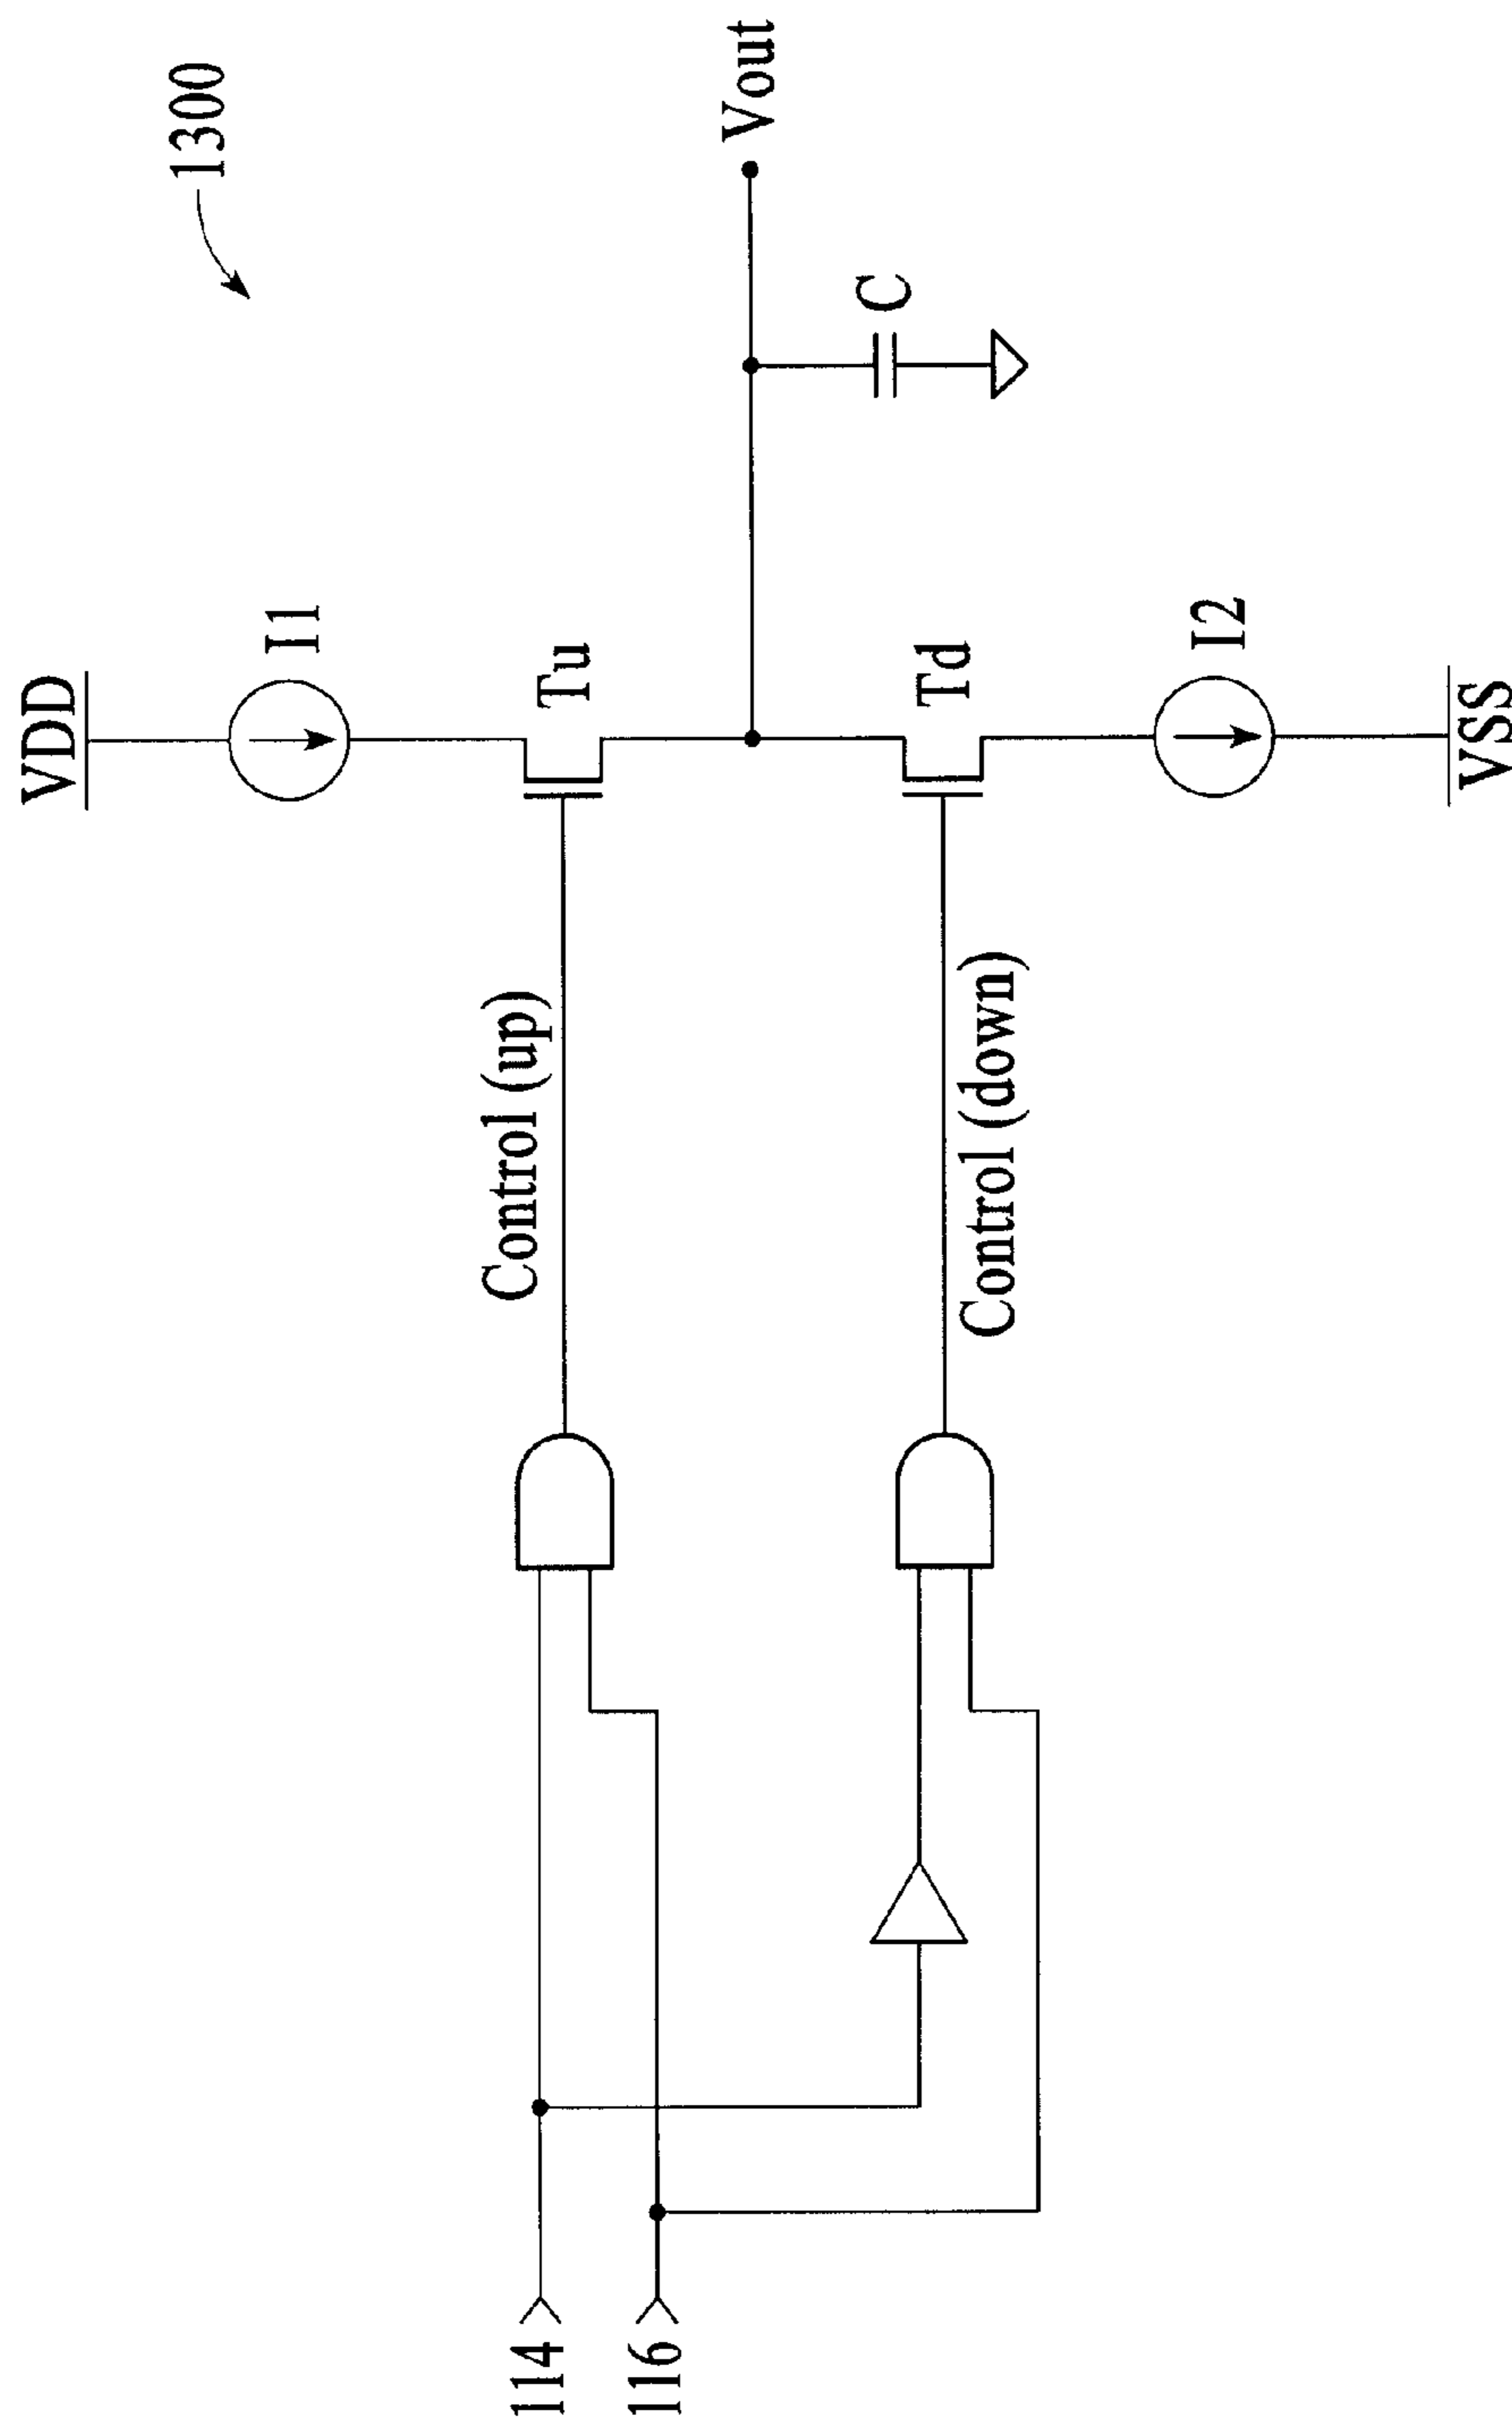 1300
VDD
I1
Tu
Control (up)
Vout
C
Td
Control (down)
I2
VSS
114
116